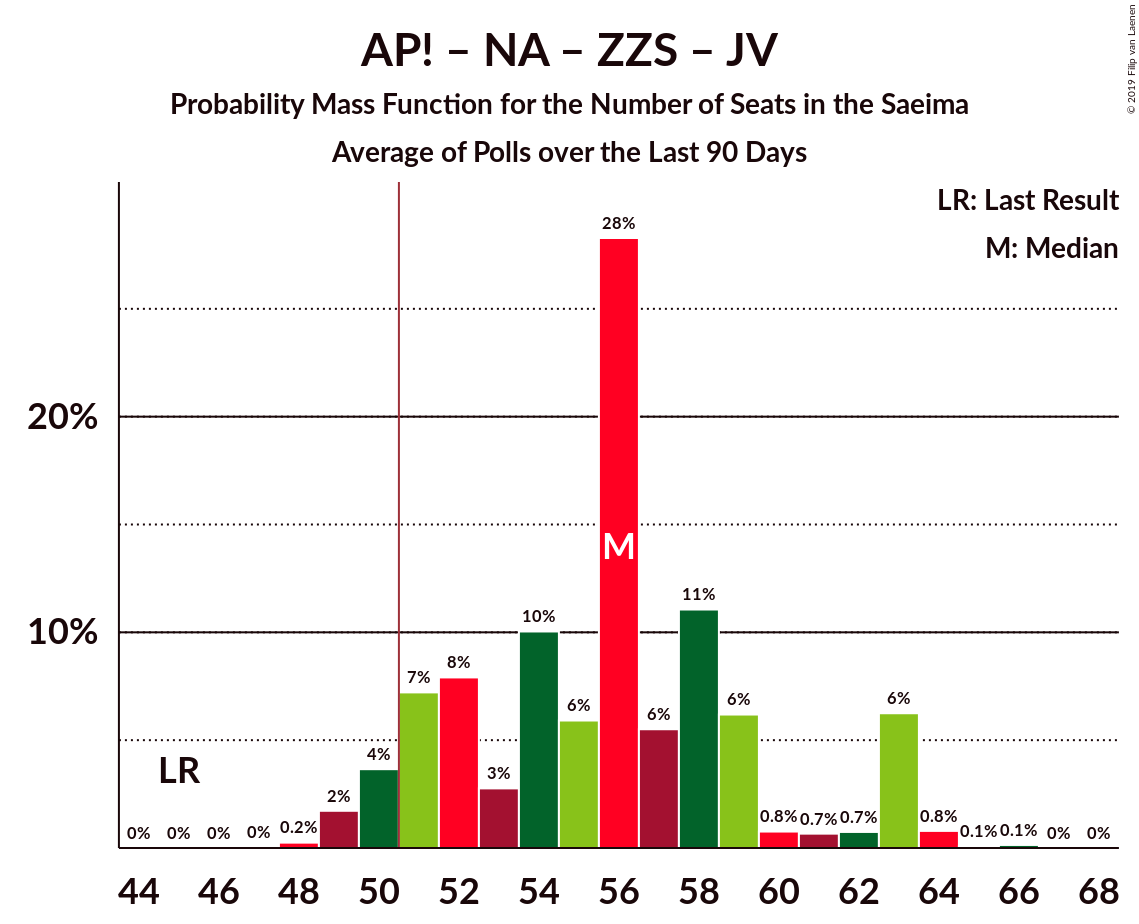 AP! – NA – ZZS – JV
Probability Mass Function for the Number of Seats in the Saeima
Average of Polls over the Last 90 Days
© 2019 Filip van Laenen
LR: Last Result
M: Median
20%
10%
LR
M
0% 0% 0% 0% 0.2% 2% 4% 7% 8% 3% 10% 6% 28% 6% 11% 6% 0.8% 0.7% 0.7% 6% 0.8% 0.1% 0.1% 0% 0%
44 46 48 50 52 54 56 58 60 62 64 66 68